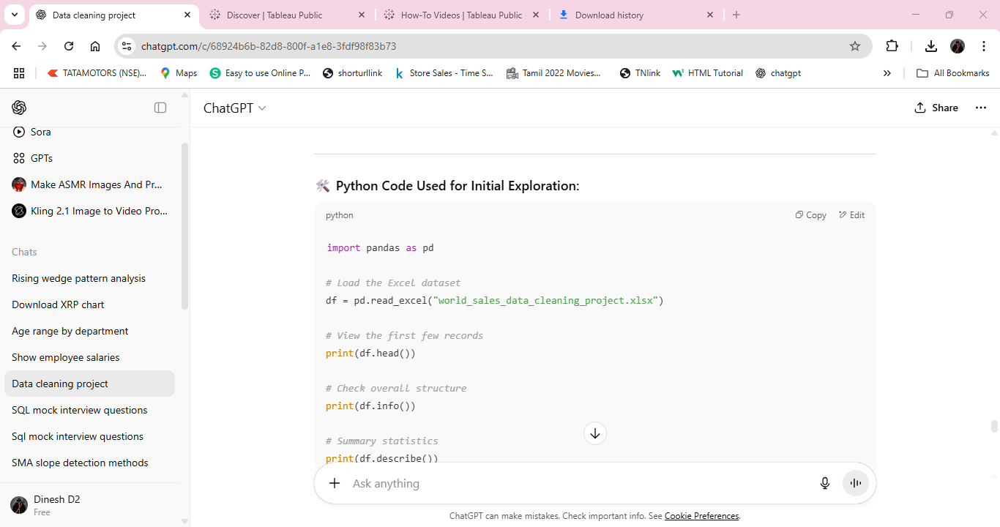 Data cleaning project
Discover | Tableau Public
How-To Videos | Tableau Public
Download history
chatgpt.com/c/68924b6b-82d8-800f-a1e8-3fdf98f83b73
TATAMOTORS (NSE)...
Maps
Easy to use Online P...
shorturllink
Store Sales - Time S...
Tamil 2022 Movies...
TNlink
HTML Tutorial
chatgpt
All Bookmarks
ChatGPT
Share
Sora
GPTs
Make ASMR Images And Pr...
Kling 2.1 Image to Video Pro...
Chats
Rising wedge pattern analysis
Download XRP chart
Age range by department
Show employee salaries
Data cleaning project
SQL mock interview questions
Sql mock interview questions
SMA slope detection methods
Dinesh D2
Free
Python Code Used for Initial Exploration:
python
Copy
Edit
import pandas as pd
# Load the Excel dataset
df = pd.read_excel("world_sales_data_cleaning_project.xlsx")
# View the first few records
print(df.head())
# Check overall structure
print(df.info())
# Summary statistics
print(df.describe())
Ask anything
ChatGPT can make mistakes. Check important info. See Cookie Preferences.